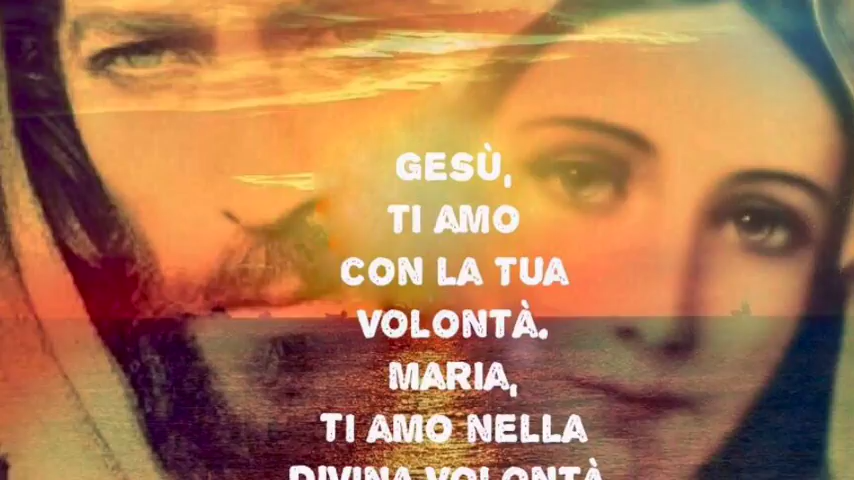 GESÙ,
TI AMO
CON LA TUA
VOLONTÀ.
MARIA,
TI AMO NELLA
DIVINA VOLONTÀ